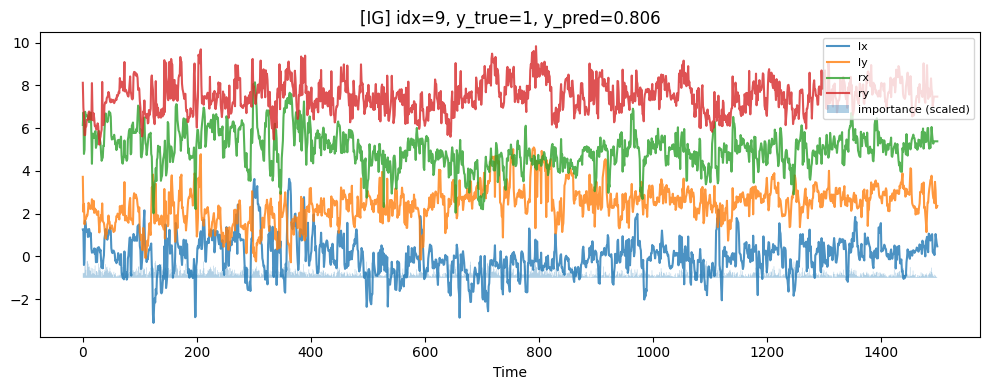 [IG] idx=9, y_true=1, y_pred=0.806
lx
ly
rx
ry
importance (scaled)
10
8
6
4
2
0
−2
0 200 400 600 800 1000 1200 1400
Time